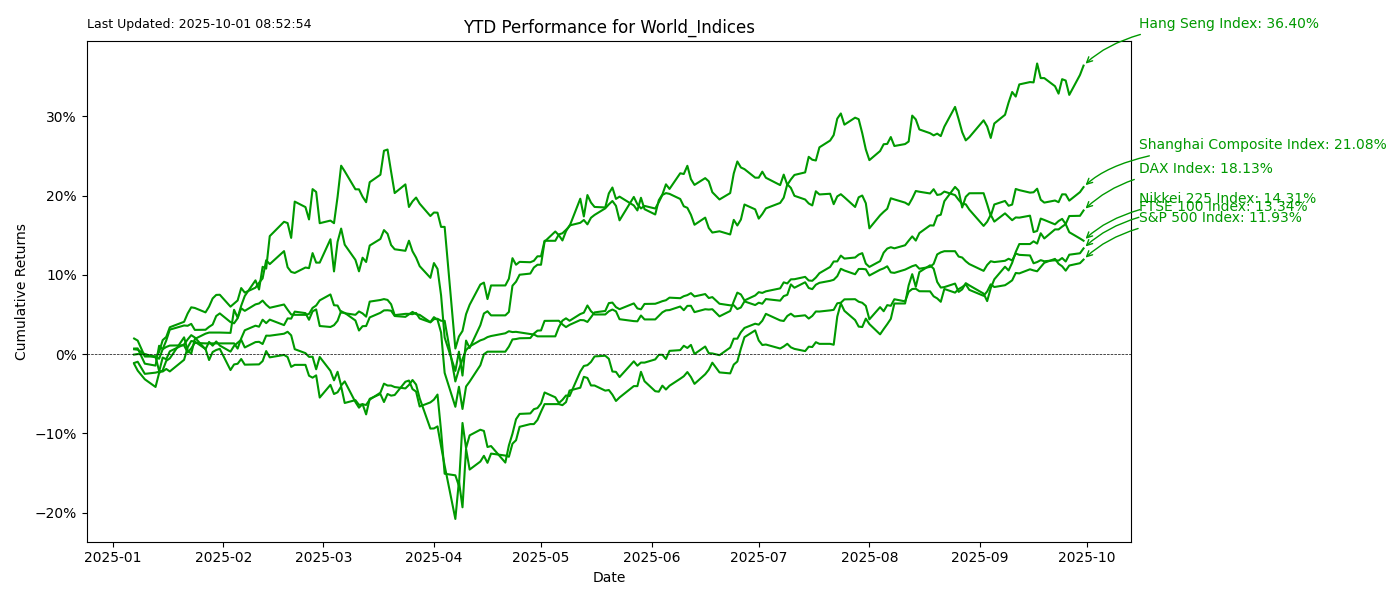 Last Updated: 2025-10-01 08:52:54
YTD Performance for World_Indices
Hang Seng Index: 36.40%
Shanghai Composite Index: 21.08%
DAX Index: 18.13%
Nikkei 225 Index: 14.31%
FTSE 100 Index: 13.34%
S&P 500 Index: 11.93%
Cumulative Returns
30%
20%
10%
0%
−10%
−20%
2025-01 2025-02 2025-03 2025-04 2025-05 2025-06 2025-07 2025-08 2025-09 2025-10
Date